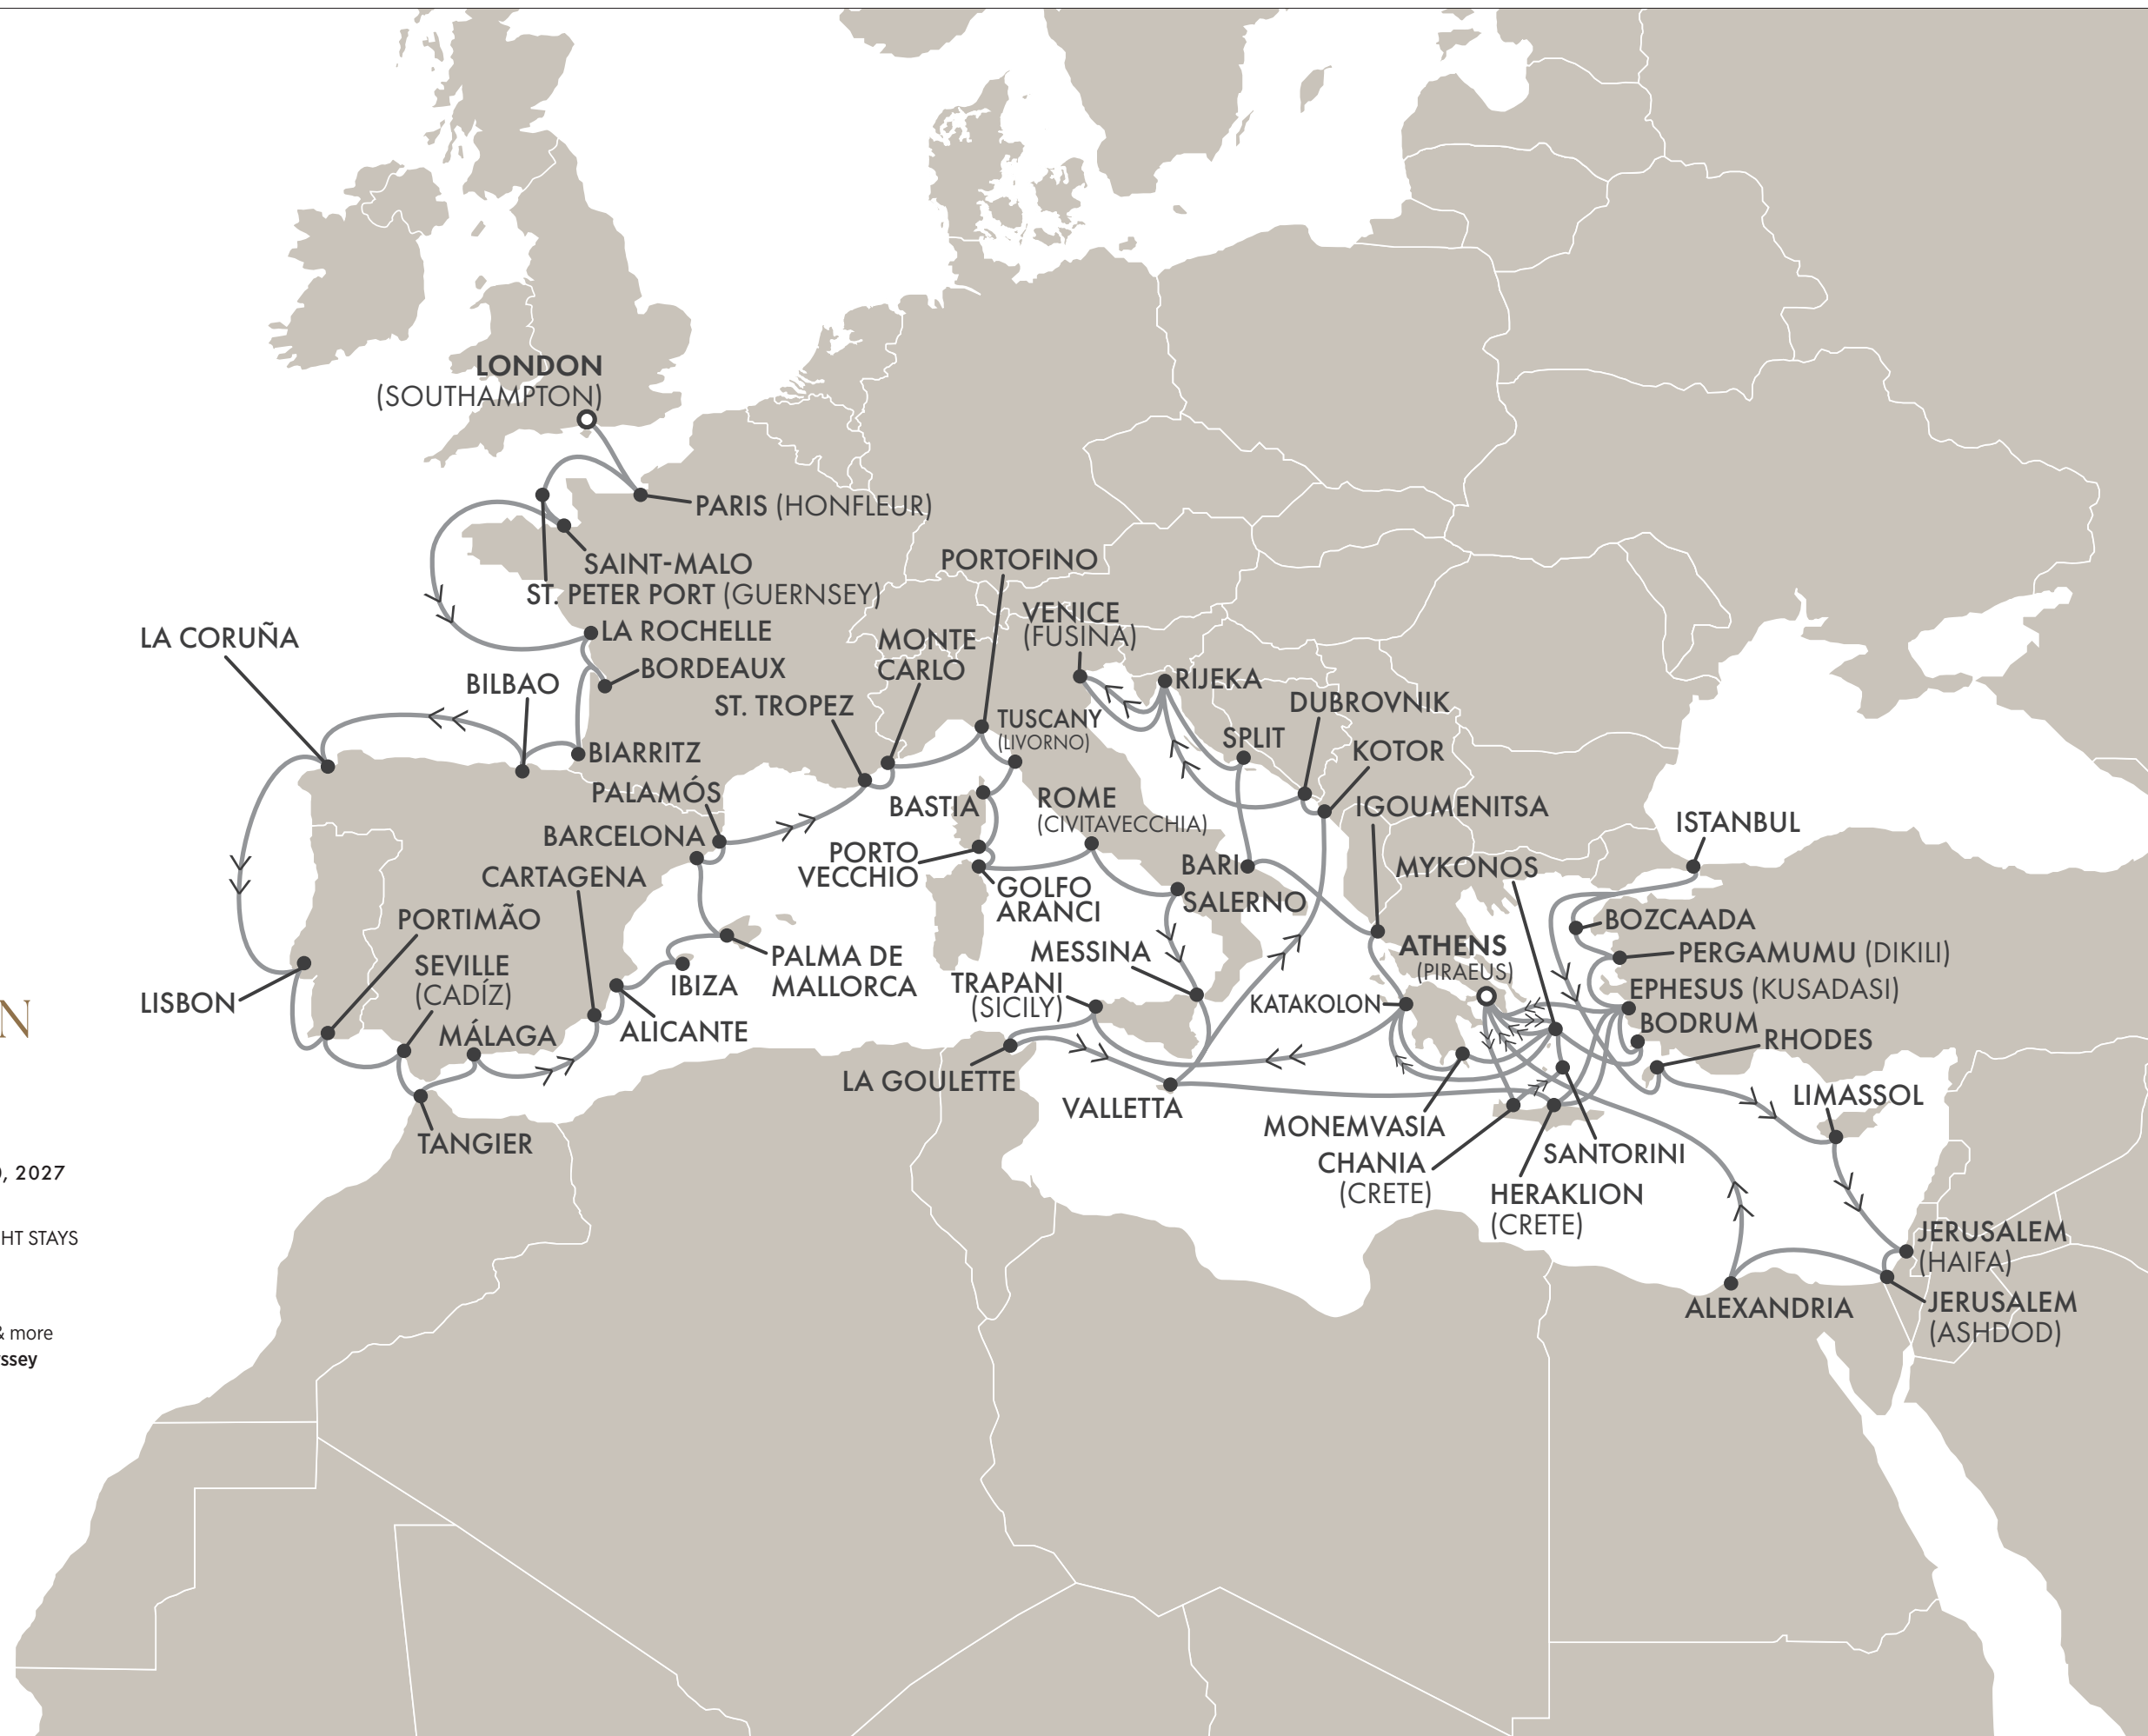 LONDON
(SOUTHAMPTON)
PARIS (HONFLEUR)
SAINT-MALO
ST. PETER PORT (GUERNSEY)
PORTOFINO
VENICE
(FUSINA)
LA CORUÑA
LA ROCHELLE
MONTE
CARLO
BORDEAUX
BILBAO
RIJEKA
ST. TROPEZ
DUBROVNIK
TUSCANY
(LIVORNO)
SPLIT
KOTOR
BIARRITZ
PALAMÓS
BASTIA
ROME
(CIVITAVECCHIA)
IGOUMENITSA
ISTANBUL
BARCELONA
PORTO
VECCHIO
BARI
MYKONOS
CARTAGENA
GOLFO
ARANCI
SALERNO
PORTIMÃO
BOZCAADA
ATHENS
(PIRAEUS)
MESSINA
PERGAMUMU (DIKILI)
PALMA DE
MALLORCA
SEVILLE
(CADÍZ)
TRAPANI
(SICILY)
IBIZA
EPHESUS (KUSADASI)
LISBON
KATAKOLON
N
BODRUM
ALICANTE
MÁLAGA
RHODES
LA GOULETTE
VALLETTA
LIMASSOL
MONEMVASIA
TANGIER
SANTORINI
CHANIA
(CRETE)
, 2027
HERAKLION
(CRETE)
HT STAYS
JERUSALEM
(HAIFA)
ALEXANDRIA
JERUSALEM
(ASHDOD)
& more
ssey